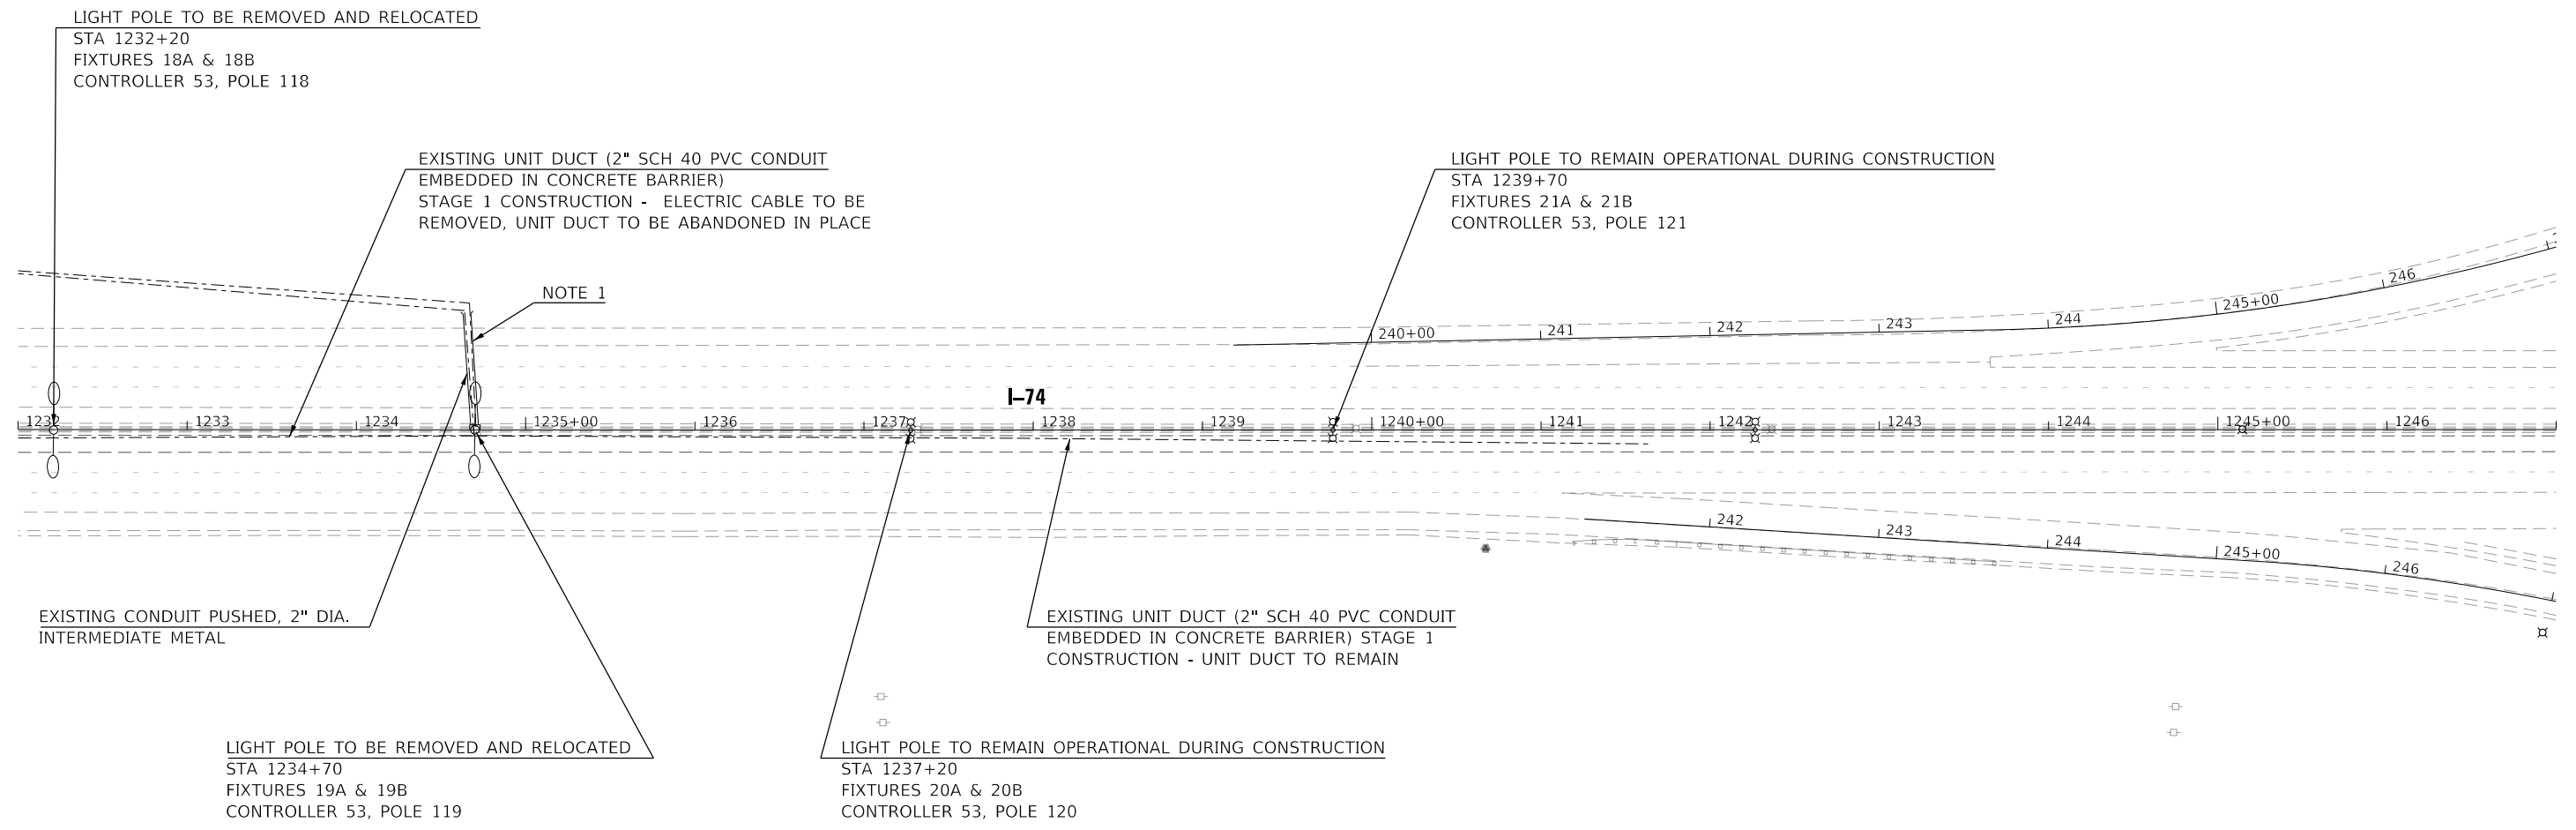 LIGHT POLE TO BE REMOVED AND RELOCATED
STA 1232+20
FIXTURES 18A & 18B
CONTROLLER 53, POLE 118
EXISTING UNIT DUCT (2" SCH 40 PVC CONDUIT
EMBEDDED IN CONCRETE BARRIER)
STAGE 1 CONSTRUCTION - ELECTRIC CABLE TO BE
REMOVED, UNIT DUCT TO BE ABANDONED IN PLACE
LIGHT POLE TO REMAIN OPERATIONAL DURING CONSTRUCTION
STA 1239+70
FIXTURES 21A & 21B
CONTROLLER 53, POLE 121
NOTE 1
240+00 241 242 243 244 245+00 246
I-74
1232 1233 1234 1235+00 1236 1237 1238 1239 1240+00 1241 1242 1243 1244 1245+00 1246
242 243 244 245+00 246
EXISTING CONDUIT PUSHED, 2" DIA.
INTERMEDIATE METAL
EXISTING UNIT DUCT (2" SCH 40 PVC CONDUIT
EMBEDDED IN CONCRETE BARRIER) STAGE 1
CONSTRUCTION - UNIT DUCT TO REMAIN
LIGHT POLE TO BE REMOVED AND RELOCATED
STA 1234+70
FIXTURES 19A & 19B
CONTROLLER 53, POLE 119
LIGHT POLE TO REMAIN OPERATIONAL DURING CONSTRUCTION
STA 1237+20
FIXTURES 20A & 20B
CONTROLLER 53, POLE 120